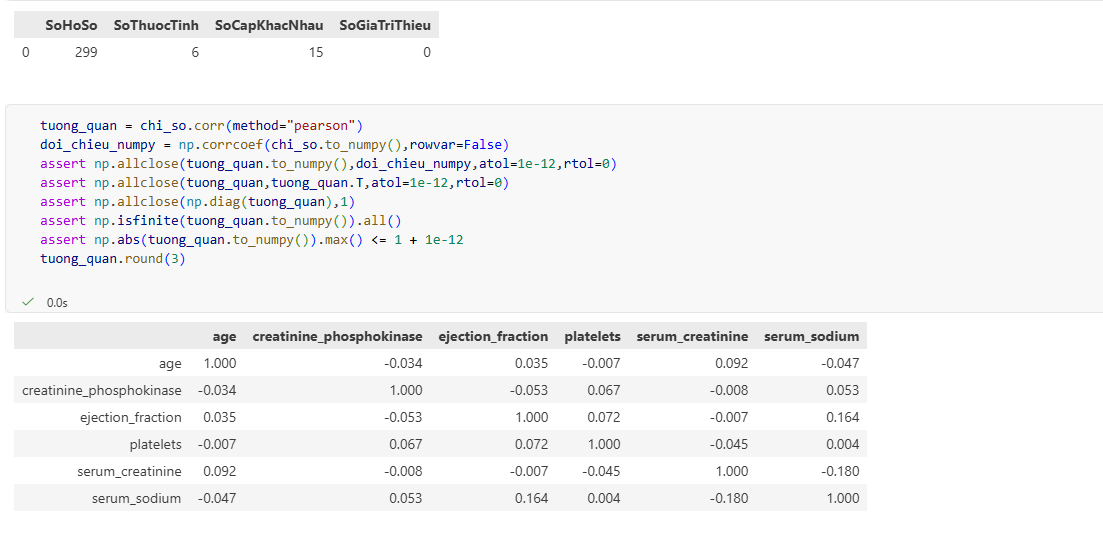 SoHoSo SoThuocTinh SoCapKhacNhau SoGiaTriThieu
0 299 6 15 0
tuong_quan = chi_so.corr(method="pearson")
doi_chieu_numpy = np.corrcoef(chi_so.to_numpy(),rowvar=False)
assert np.allclose(tuong_quan.to_numpy(),doi_chieu_numpy,atol=1e-12,rtol=0)
assert np.allclose(tuong_quan,tuong_quan.T,atol=1e-12,rtol=0)
assert np.allclose(np.diag(tuong_quan),1)
assert np.isfinite(tuong_quan.to_numpy()).all()
assert np.abs(tuong_quan.to_numpy()).max() <= 1 + 1e-12
tuong_quan.round(3)
0.0s
age creatinine_phosphokinase ejection_fraction platelets serum_creatinine serum_sodium
age 1.000 -0.034 0.035 -0.007 0.092 -0.047
creatinine_phosphokinase -0.034 1.000 -0.053 0.067 -0.008 0.053
ejection_fraction 0.035 -0.053 1.000 0.072 -0.007 0.164
platelets -0.007 0.067 0.072 1.000 -0.045 0.004
serum_creatinine 0.092 -0.008 -0.007 -0.045 1.000 -0.180
serum_sodium -0.047 0.053 0.164 0.004 -0.180 1.000